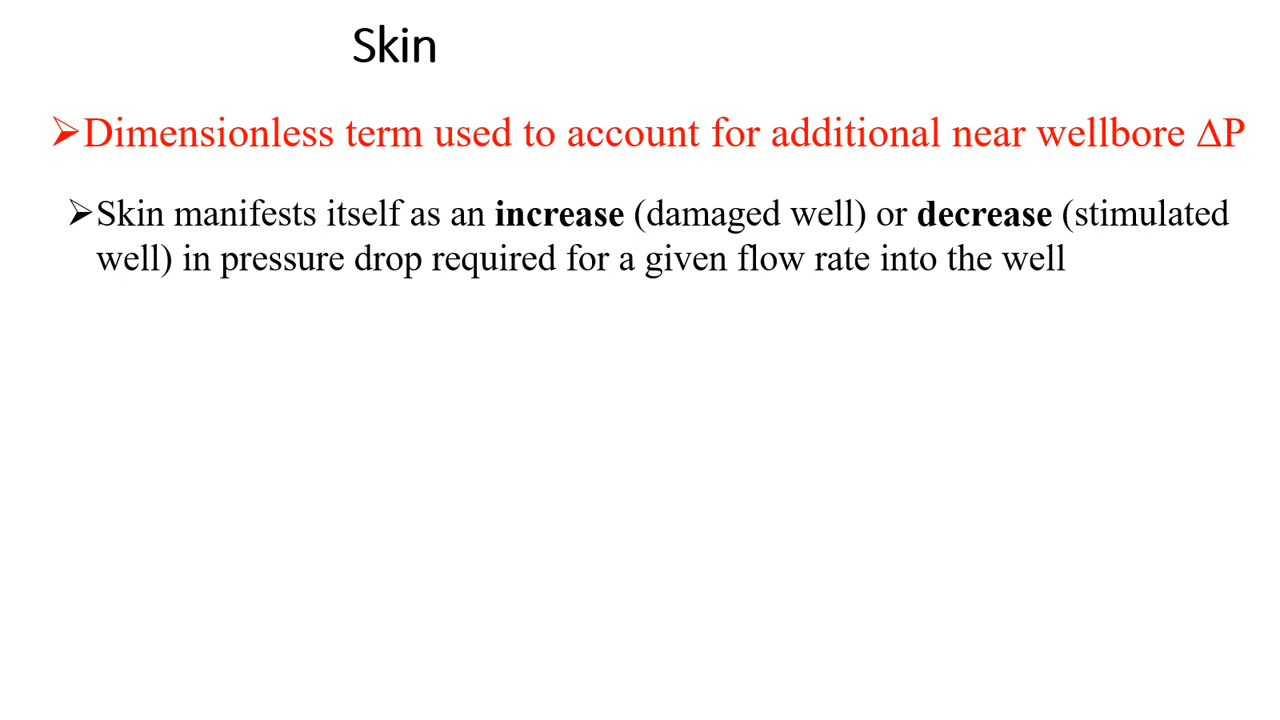 Skin
➢Dimensionless term used to account for additional near wellbore ΔP
➢Skin manifests itself as an increase (damaged well) or decrease (stimulated
well) in pressure drop required for a given flow rate into the well